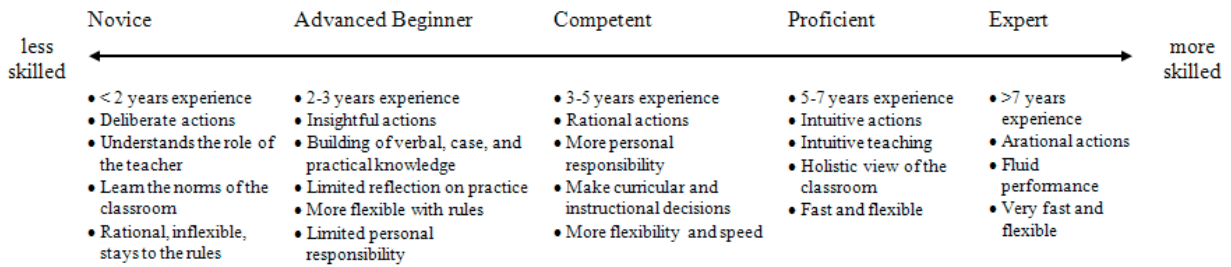 Novice
Advanced Beginner
Competent
Proficient
Expert
less
skilled
more
skilled
• < 2 years experience
• Deliberate actions
• Understands the role of
the teacher
• Learn the norms of the
classroom
• Rational, inflexible,
stays to the rules
• 2-3 years experience
• Insightful actions
• Building of verbal, case, and
practical knowledge
• Limited reflection on practice
• More flexible with rules
• Limited personal
responsibility
• 3-5 years experience
• Rational actions
• More personal
responsibility
• Make curricular and
instructional decisions
• More flexibility and speed
• 5-7 years experience
• Intuitive actions
• Intuitive teaching
• Holistic view of the
classroom
• Fast and flexible
• >7 years
experience
• Arational actions
• Fluid
performance
• Very fast and
flexible